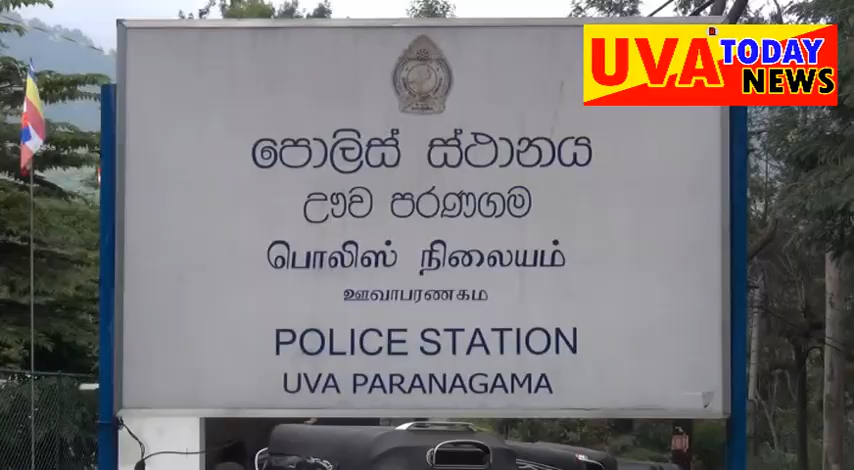 UVA TODAY NEWS
පොලිස් ස්ථානය
ඌව පරණගම
பொலிஸ் நிலையம்
ஊவாபரணகம
POLICE STATION
UVA PARANAGAMA